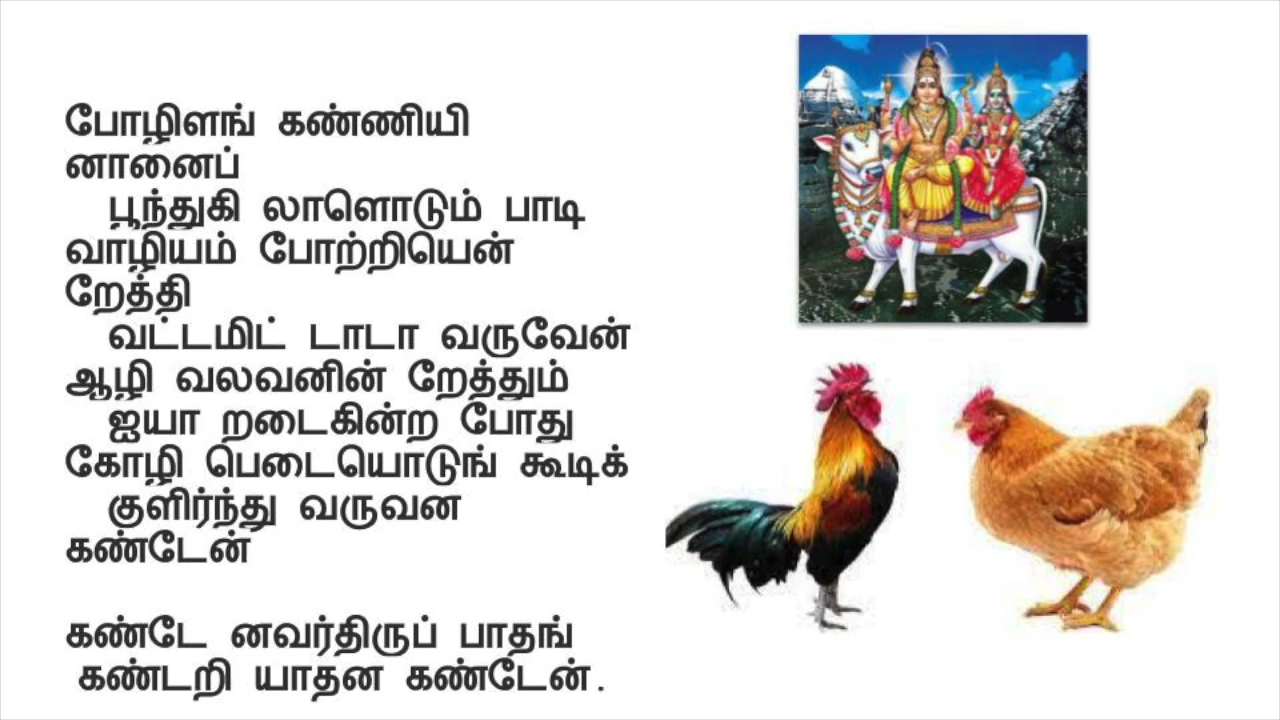 போழிளங் கண்ணியி
னானைப்
பூந்துகி லாளொடும் பாடி
வாழியம் போற்றியென்
றேத்தி
வட்டமிட் டாடா வருவேன்
ஆழி வலவனின் றேத்தும்
ஐயா றடைகின்ற போது
கோழி பெடையொடுங் கூடிக்
குளிர்ந்து வருவன
கண்டேன்
கண்டே னவர்திருப் பாதங்
கண்டறி யாதன கண்டேன்.